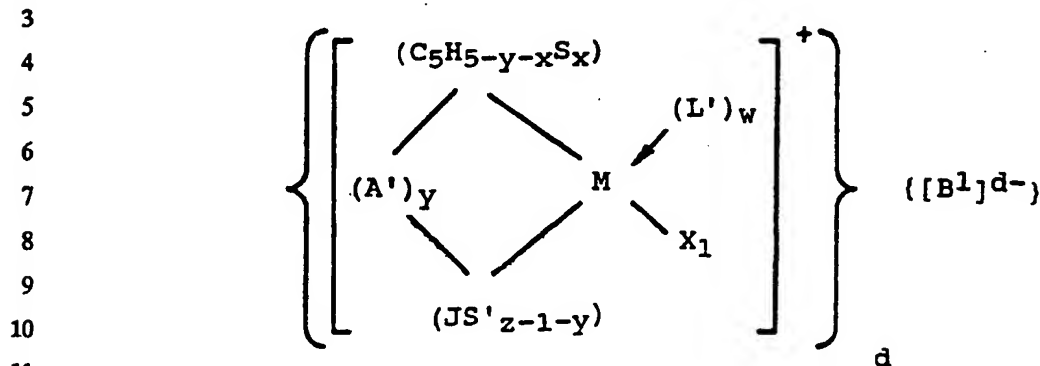 3
4 (C5H5-y-xSx) +
5 (L')w
6
7 (A')y M {[B1]d-}
8 X1
9
10 (JS'z-1-y)
d